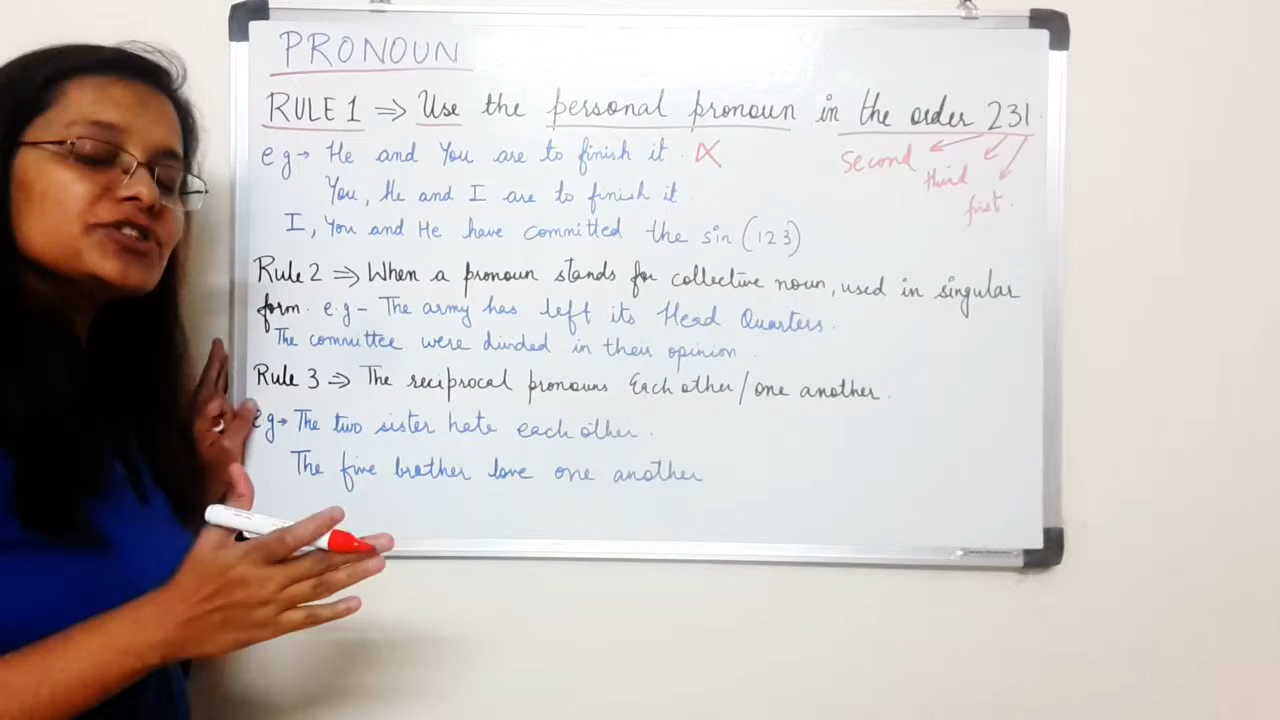 PRONOUN
RULE 1 ⇒ Use the personal pronoun in the order 231.
second
third
first.
eg → He and You are to finish it. X
You, He and I are to finish it.
I, You and He have committed the sin (123)
Rule 2 ⇒ When a pronoun stands for collective noun, used in singular
form. e.g - The army has left its Head Quarters.
The committee were divided in their opinion.
Rule 3 ⇒ The reciprocal pronouns Each other/one another.
eg → The two sister hate each other.
The five brother love one another